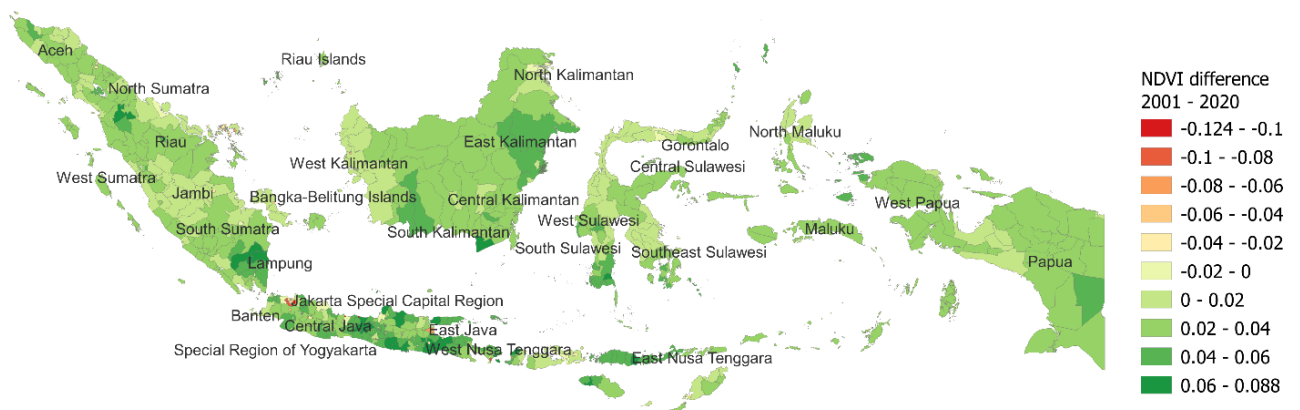 Aceh
Riau Islands
North Sumatra
North Kalimantan
Riau
East Kalimantan
North Maluku
Gorontalo
West Kalimantan
Central Sulawesi
West Sumatra
Jambi
Bangka-Belitung Islands
Central Kalimantan
West Papua
South Sumatra
South Kalimantan
West Sulawesi
Maluku
South Sulawesi
Southeast Sulawesi
Lampung
Papua
Jakarta Special Capital Region
Banten
Central Java
East Java
Special Region of Yogyakarta
West Nusa Tenggara
East Nusa Tenggara
NDVI difference
2001 - 2020
-0.124 - -0.1
-0.1 - -0.08
-0.08 - -0.06
-0.06 - -0.04
-0.04 - -0.02
-0.02 - 0
0 - 0.02
0.02 - 0.04
0.04 - 0.06
0.06 - 0.088